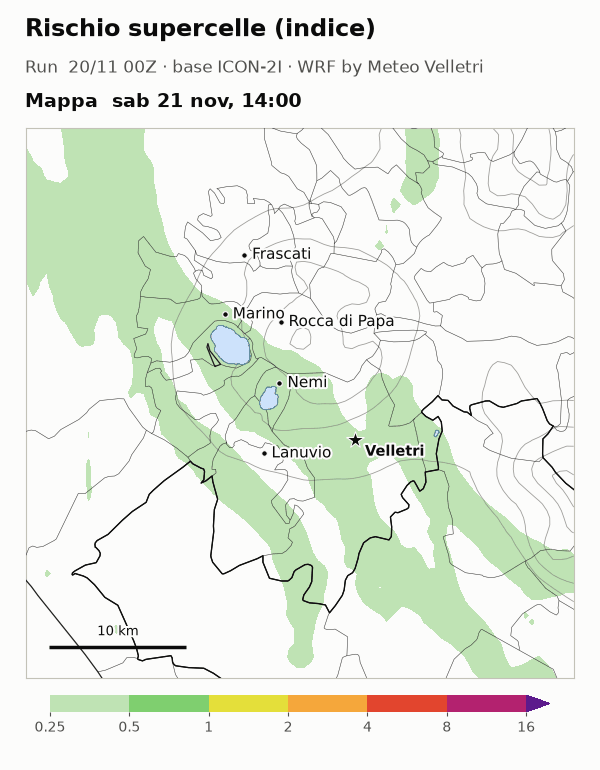 Rischio supercelle (indice)
Run 20/11 00Z · base ICON-2I · WRF by Meteo Velletri
Mappa sab 21 nov, 14:00
Frascati
Marino
Rocca di Papa
Nemi
Velletri
Lanuvio
10 km
0.25 0.5 1 2 4 8 16